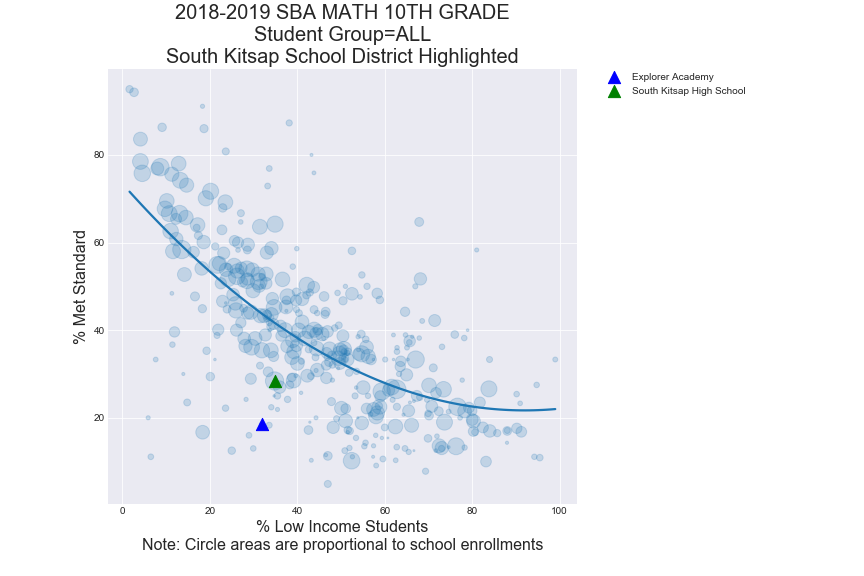 2018-2019 SBA MATH 10TH GRADE
Student Group=ALL
South Kitsap School District Highlighted
Explorer Academy
South Kitsap High School
80
60
40
20
% Met Standard
0 20 40 60 80 100
% Low Income Students
Note: Circle areas are proportional to school enrollments